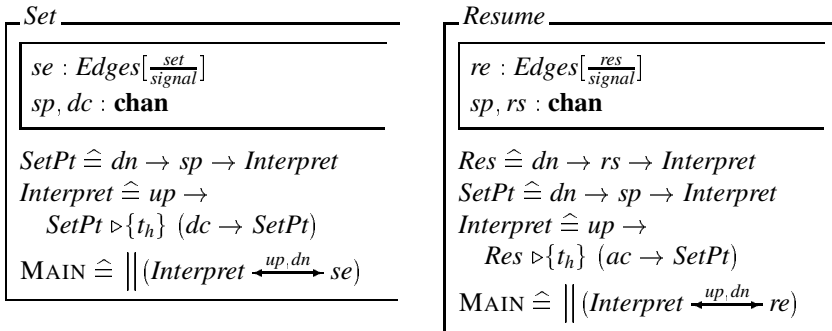 Set
se : Edges[set/signal]
sp, dc : chan
SetPt ≙ dn → sp → Interpret
Interpret ≙ up →
SetPt ▷{t_h} (dc → SetPt)
MAIN ≙ ||(Interpret ←up,dn→ se)
Resume
re : Edges[res/signal]
sp, rs : chan
Res ≙ dn → rs → Interpret
SetPt ≙ dn → sp → Interpret
Interpret ≙ up →
Res ▷{t_h} (ac → SetPt)
MAIN ≙ ||(Interpret ←up,dn→ re)